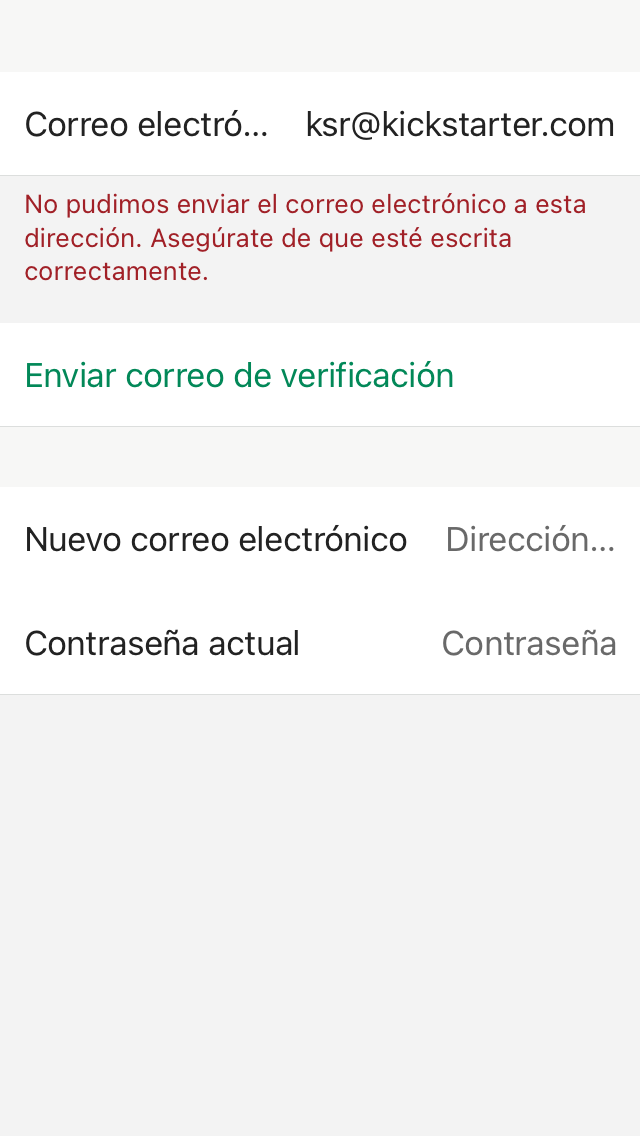 Correo electró... ksr@kickstarter.com
No pudimos enviar el correo electrónico a esta
dirección. Asegúrate de que esté escrita
correctamente.
Enviar correo de verificación
Nuevo correo electrónico Dirección...
Contraseña actual Contraseña